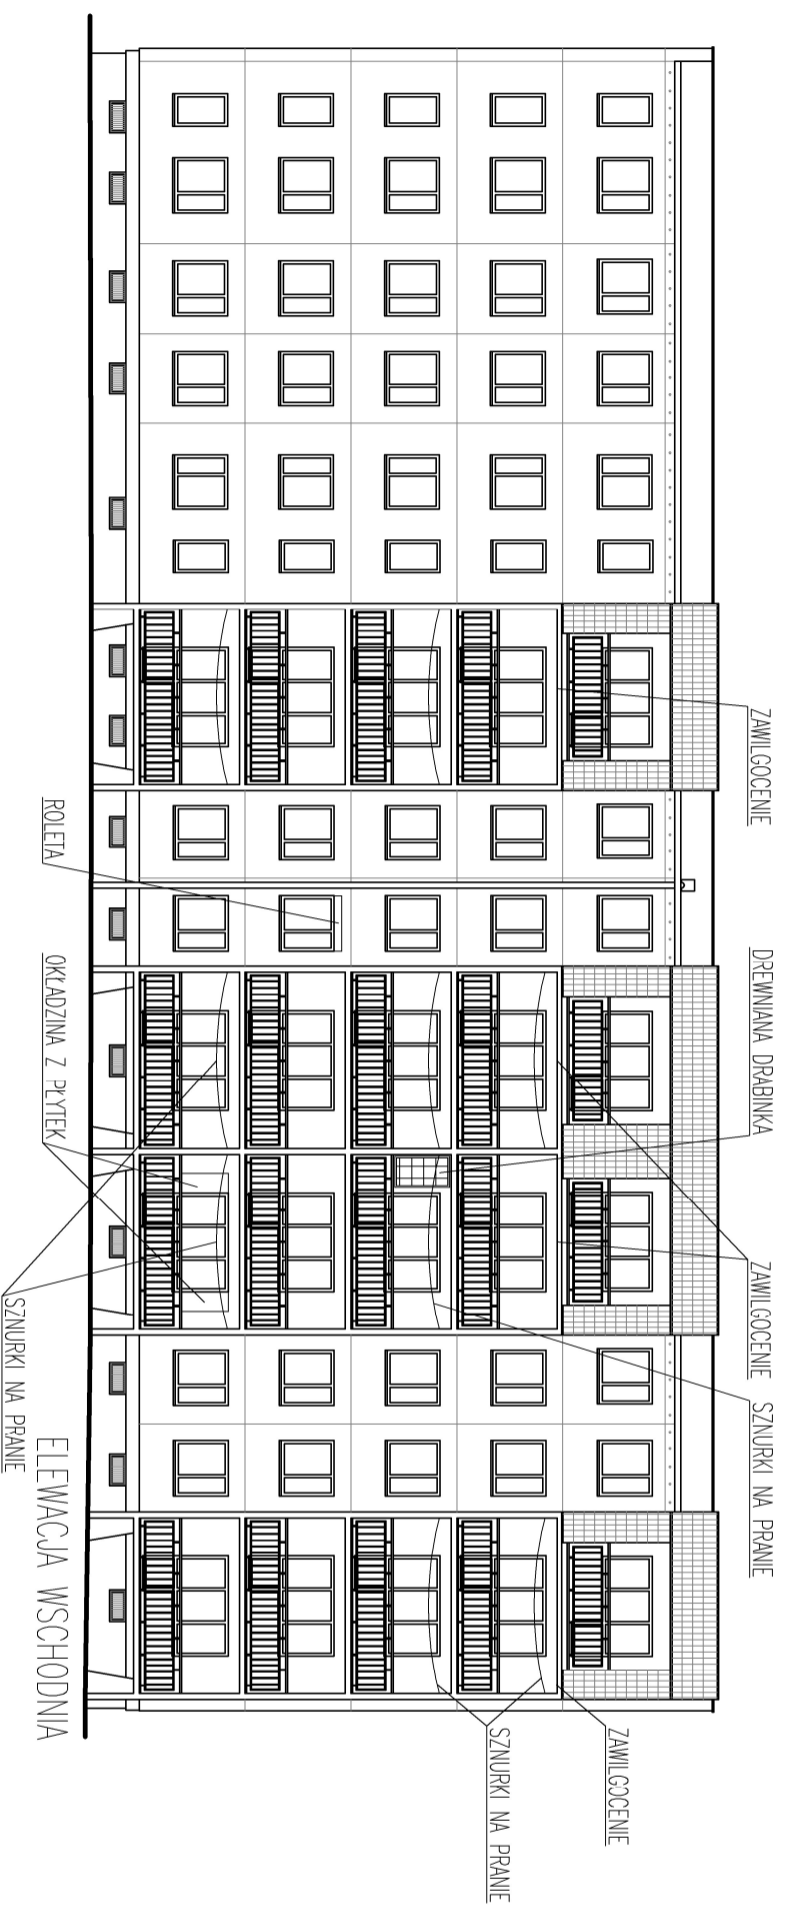 ZAWILGOCENIE
DREWNIANA DRABINKA
ZAWILGOCENIE
SZNURKI NA PRANIE
ZAWILGOCENIE
SZNURKI NA PRANIE
ROLETA
OKŁADZINA Z PŁYTEK
SZNURKI NA PRANIE
ELEWACJA WSCHODNIA